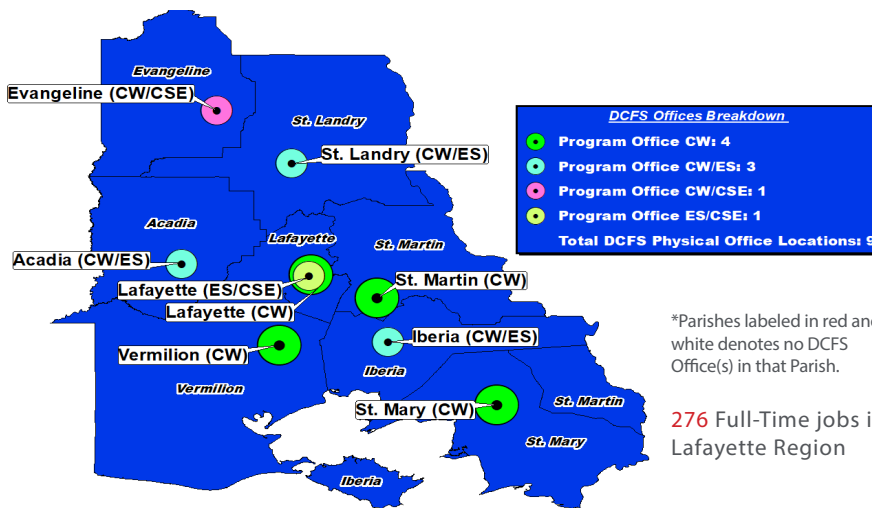 Evangeline
Evangeline (CW/CSE)
St. Landry
St. Landry (CW/ES)
DCFS Offices Breakdown
Program Office CW: 4
Program Office CW/ES: 3
Program Office CW/CSE: 1
Program Office ES/CSE: 1
Total DCFS Physical Office Locations: 9
Acadia
Lafayette
St. Martin
Acadia (CW/ES)
Lafayette (ES/CSE)
St. Martin (CW)
Lafayette (CW)
Vermilion (CW)
Iberia (CW/ES)
Iberia
Vermilion
St. Mary (CW)
St. Martin
St. Mary
Iberia
*Parishes labeled in red and
white denotes no DCFS
Office(s) in that Parish.
276 Full-Time jobs i
Lafayette Region